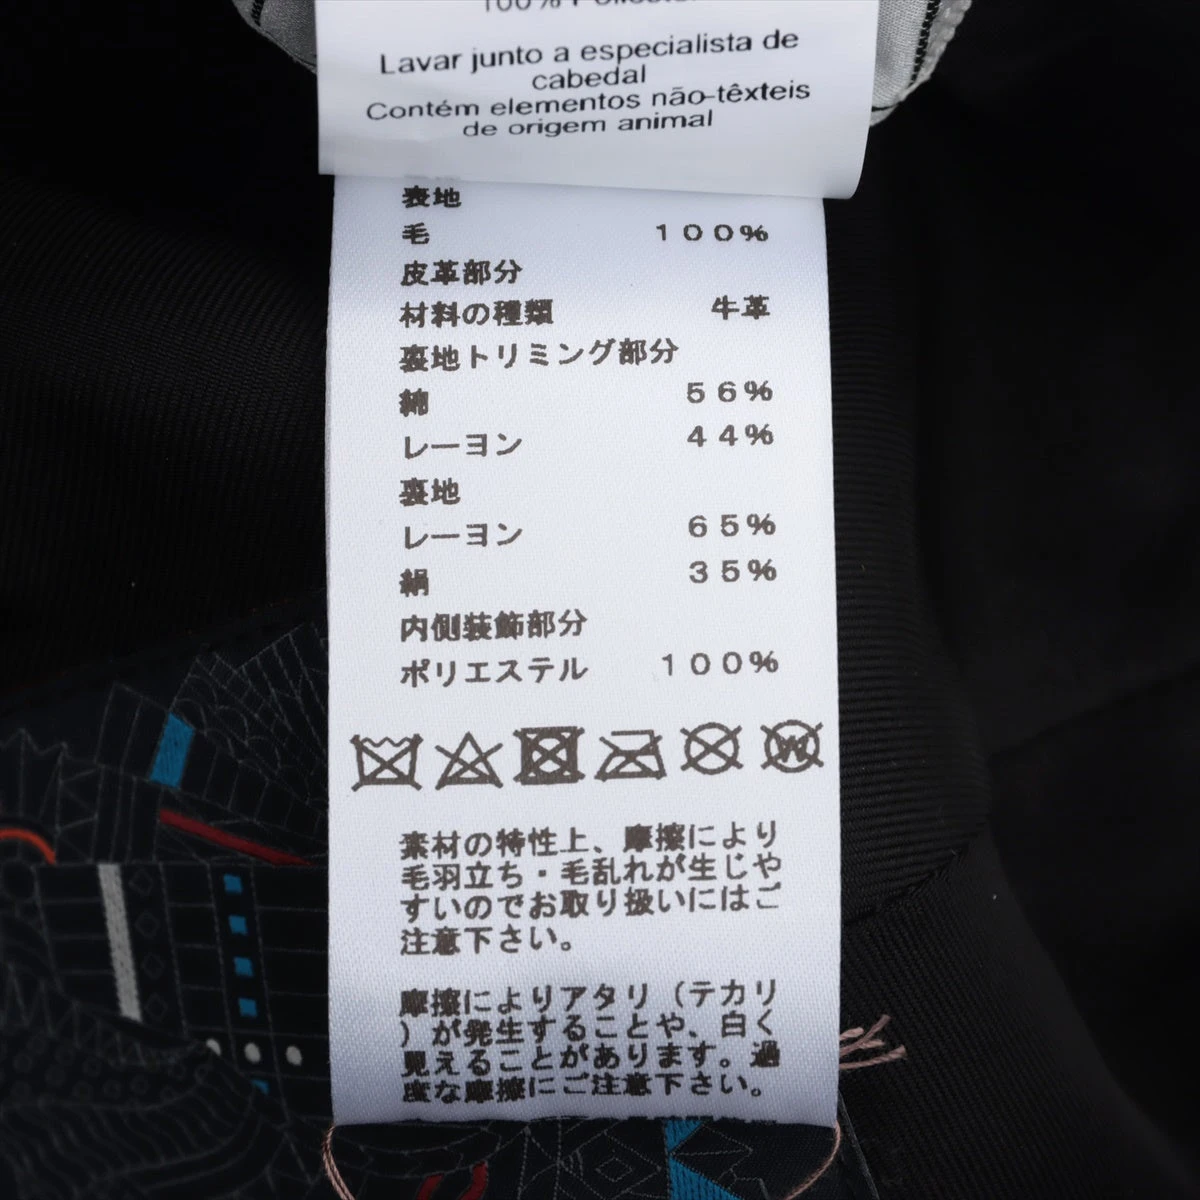 Lavar junto a especialista de
cabedal
Contém elementos não-têxteis
de origem animal
表地
毛 100%
皮革部分
材料の種類 牛革
裏地トリミング部分
綿 56%
レーヨン 44%
裏地
レーヨン 65%
絹 35%
内側装飾部分
ポリエステル 100%
W
素材の特性上、摩擦により
毛羽立ち・毛乱れが生じや
すいのでお取り扱いにはご
注意下さい。
摩擦によりアタリ（テカリ
）が発生することや、白く
見えることがあります。過
度な摩擦にご注意下さい。